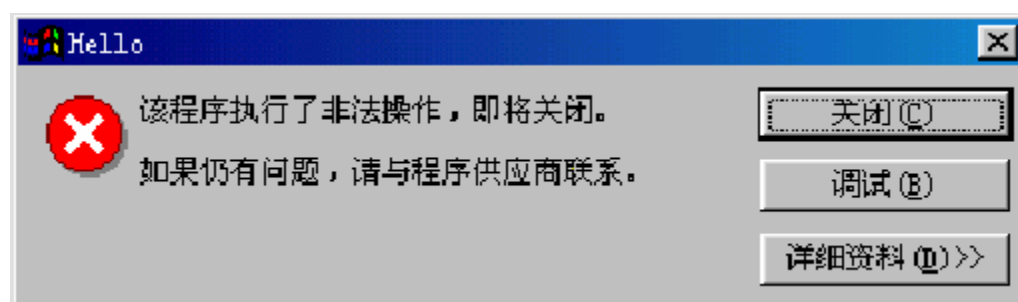 Hello
该程序执行了非法操作，即将关闭。
如果仍有问题，请与程序供应商联系。
关闭(C)
调试(B)
详细资料(D)>>